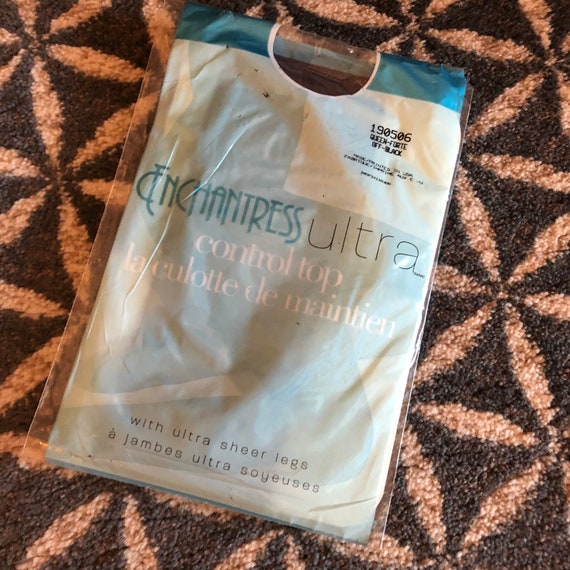 190506
QUEEN-FORTE
OFF-BLACK
ENCHANTRESS ultra
control top
la culotte de maintien
with ultra sheer legs
à jambes ultra soyeuses